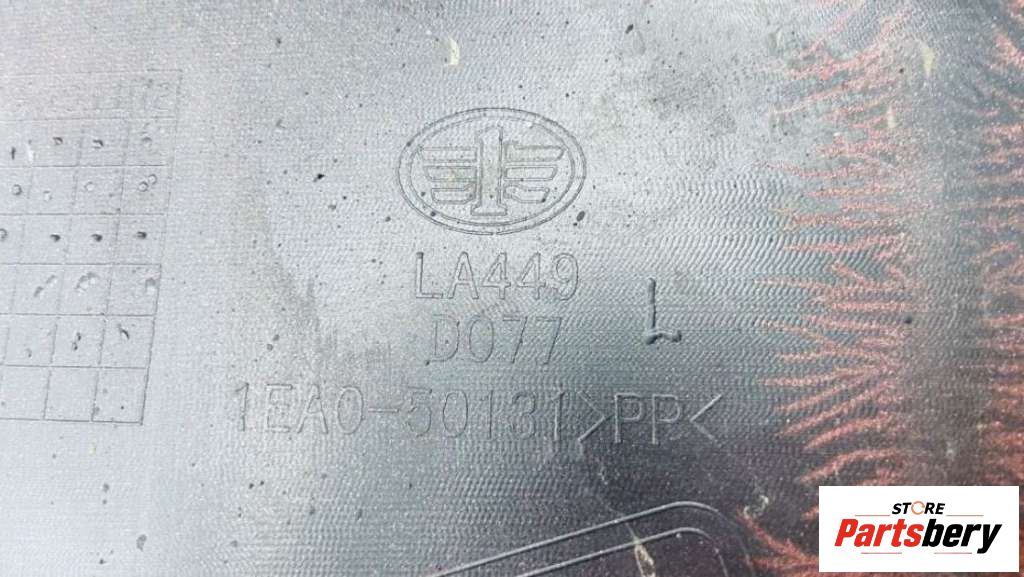 LA449
L
D077
1EA0-50131 >PP<
STORE
Partsbery